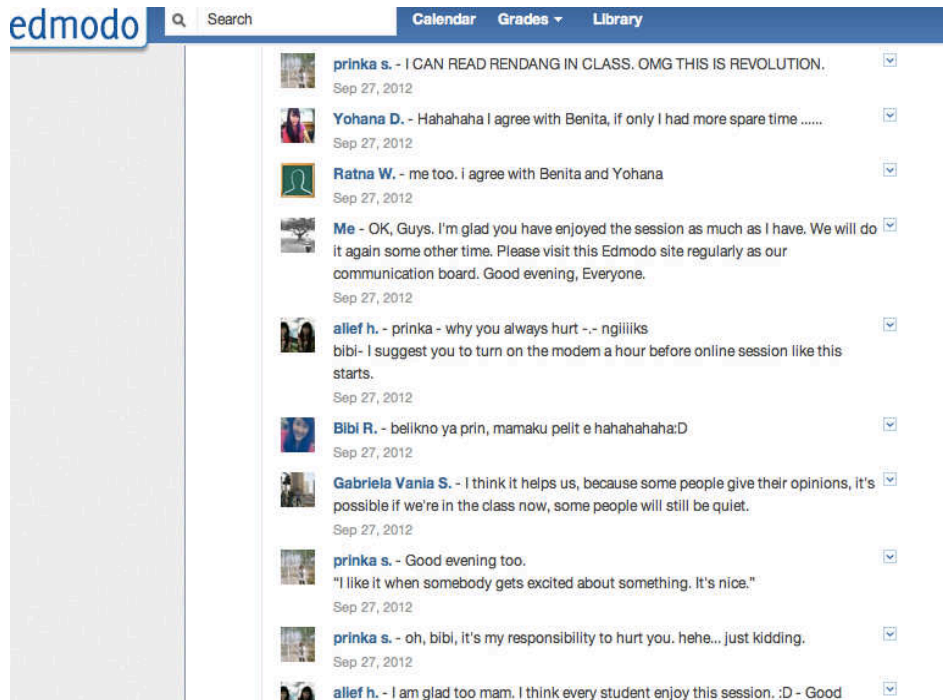 edmodo
Search
Calendar Grades Library
prinka s. - I CAN READ RENDANG IN CLASS. OMG THIS IS REVOLUTION.
Sep 27, 2012
Yohana D. - Hahahaha I agree with Benita, if only I had more spare time ......
Sep 27, 2012
Ratna W. - me too. i agree with Benita and Yohana
Sep 27, 2012
Me - OK, Guys. I'm glad you have enjoyed the session as much as I have. We will do
it again some other time. Please visit this Edmodo site regularly as our
communication board. Good evening, Everyone.
Sep 27, 2012
alief h. - prinka - why you always hurt -.- ngiiiiks
bibi- I suggest you to turn on the modem a hour before online session like this
starts.
Sep 27, 2012
Bibi R. - belikno ya prin, mamaku pelit e hahahahaha:D
Sep 27, 2012
Gabriela Vania S. - I think it helps us, because some people give their opinions, it's
possible if we're in the class now, some people will still be quiet.
Sep 27, 2012
prinka s. - Good evening too.
“I like it when somebody gets excited about something. It's nice.”
Sep 27, 2012
prinka s. - oh, bibi, it's my responsibility to hurt you. hehe... just kidding.
Sep 27, 2012
alief h. - I am glad too mam. I think every student enjoy this session. :D - Good